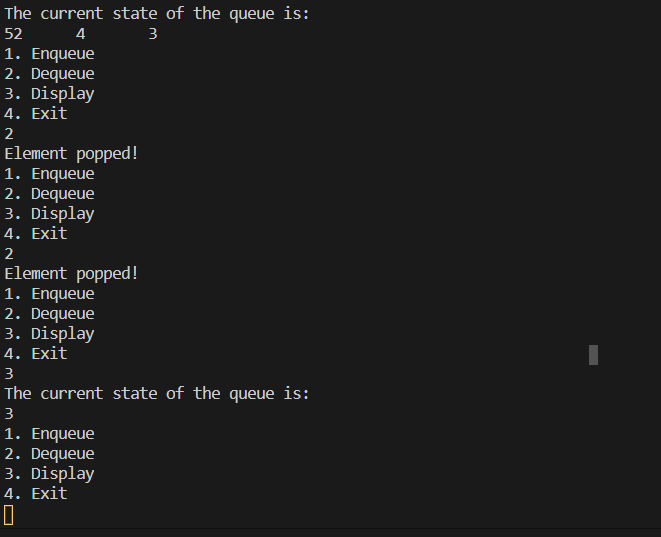 The current state of the queue is:
52      4       3
1. Enqueue
2. Dequeue
3. Display
4. Exit
2
Element popped!
1. Enqueue
2. Dequeue
3. Display
4. Exit
2
Element popped!
1. Enqueue
2. Dequeue
3. Display
4. Exit
3
The current state of the queue is:
3
1. Enqueue
2. Dequeue
3. Display
4. Exit